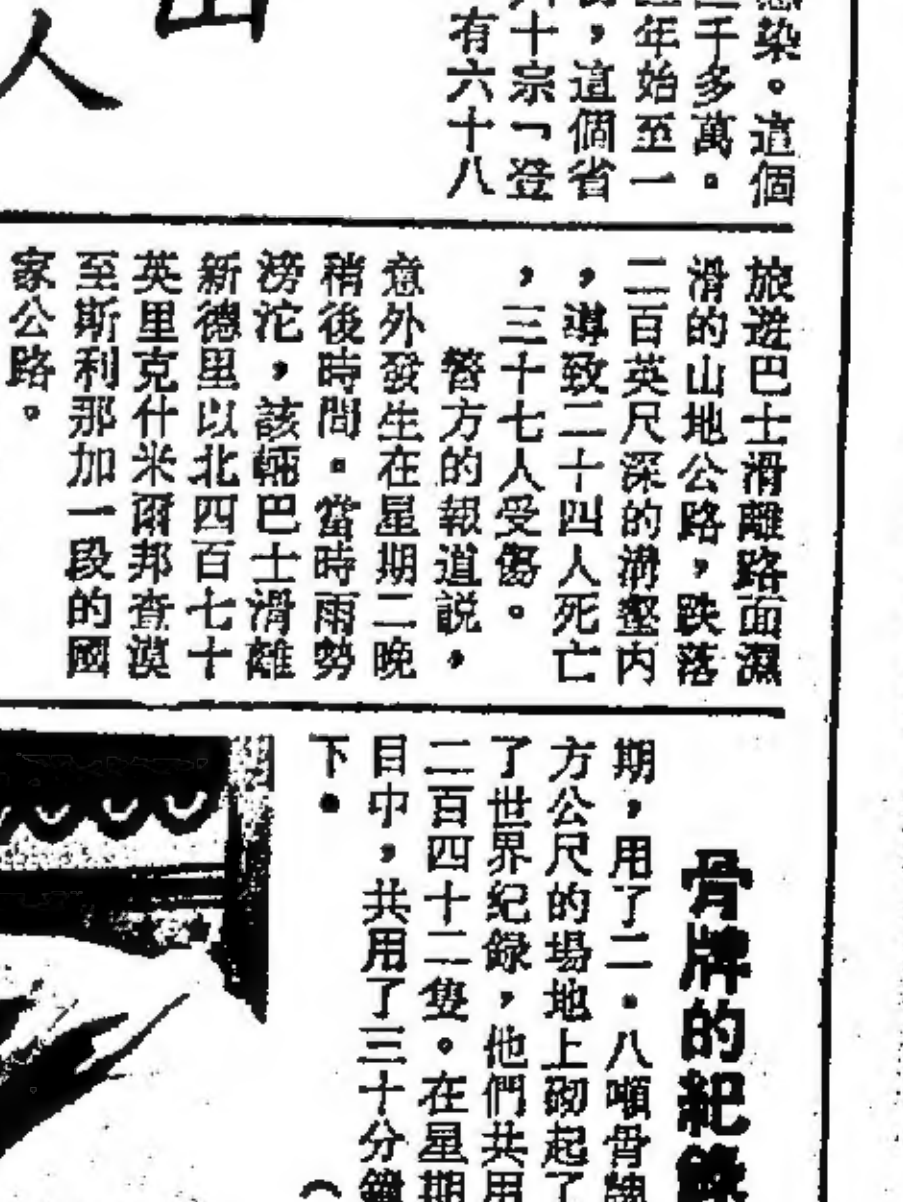 山
人
染。這個
千多萬。
年始至一
，這個省
十宗「登
有六十八
旅遊巴士滑離路面濕
滑的山地公路，跌落
二百英尺深的溝壑內
，導致二十四人死亡
，三十七人受傷。
警方的報道説，
意外發生在星期二晚
稍後時間。當時雨勢
滂沱，該輛巴士滑離
新德里以北四百七十
英里克什米爾邦查漠
至斯利那加一段的國
家公路。
骨牌的紀錄
期，用了二·八噸骨牌
方公尺的場地上砌起了
了世界紀錄，他們共用
二百四十二隻。在星期
目中，共用了三十分鐘
下。
（